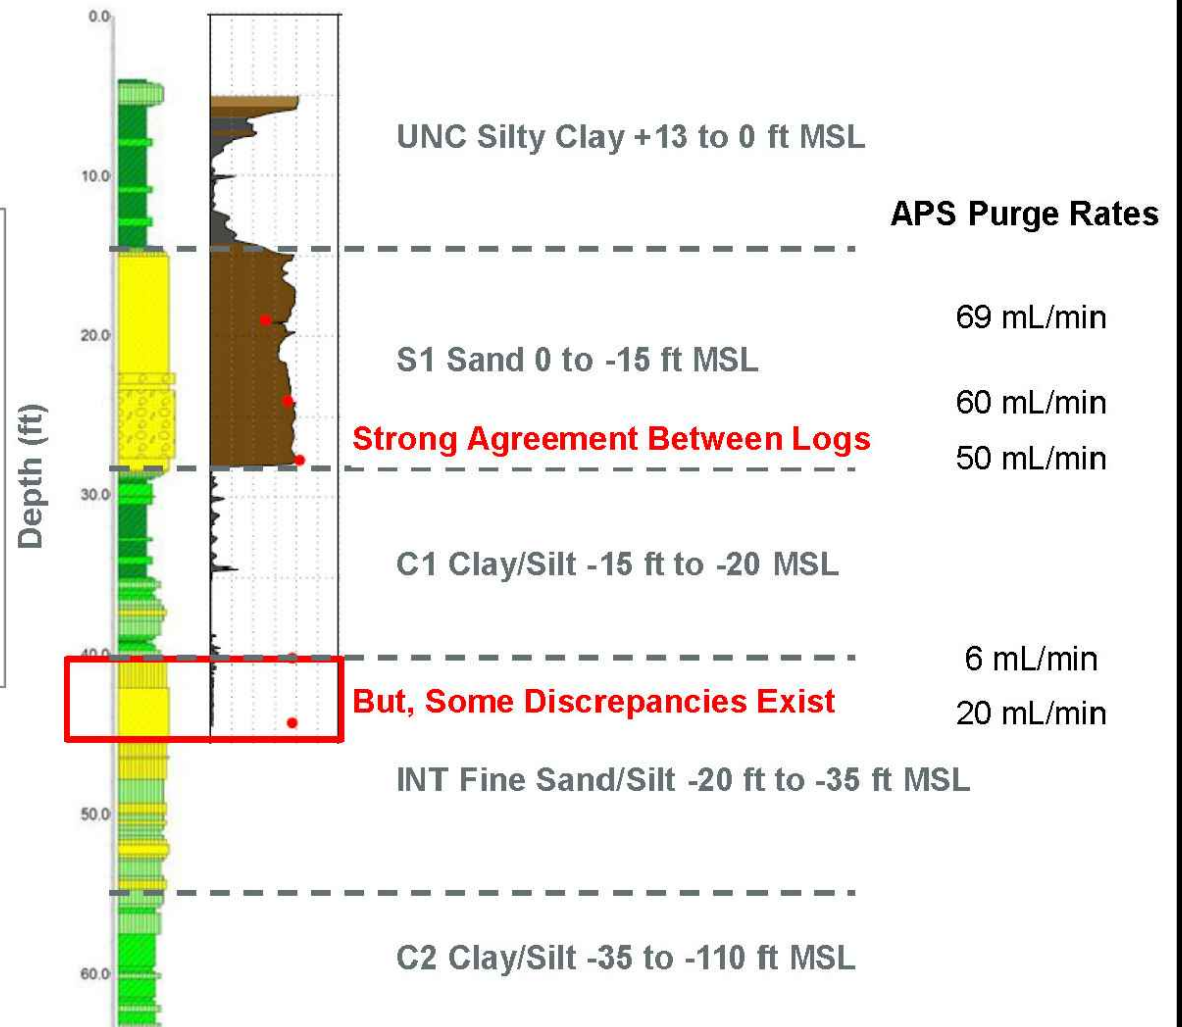 0.0
UNC Silty Clay +13 to 0 ft MSL
10.0
APS Purge Rates
69 mL/min
20.0
S1 Sand 0 to -15 ft MSL
60 mL/min
Strong Agreement Between Logs
50 mL/min
Depth (ft)
30.0
C1 Clay/Silt -15 ft to -20 MSL
40.0
6 mL/min
But, Some Discrepancies Exist
20 mL/min
INT Fine Sand/Silt -20 ft to -35 ft MSL
50.0
C2 Clay/Silt -35 to -110 ft MSL
60.0